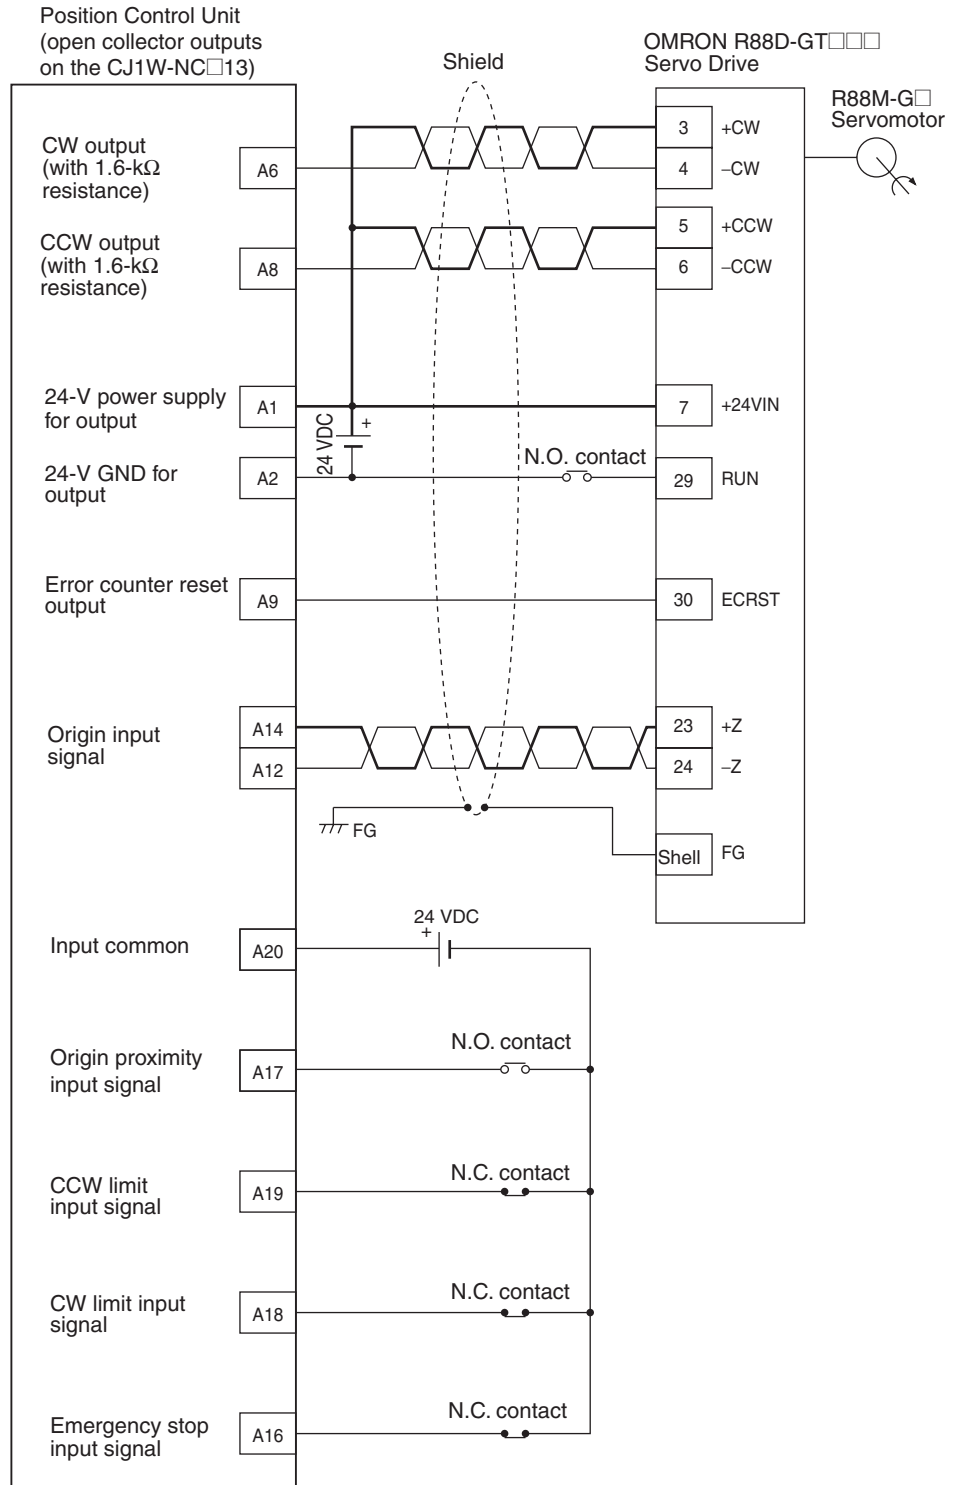 Position Control Unit
(open collector outputs
on the CJ1W-NC□13)
Shield
OMRON R88D-GT□□□
Servo Drive
R88M-G□
Servomotor
CW output
(with 1.6-kΩ
resistance)
A6
3 +CW
4 –CW
CCW output
(with 1.6-kΩ
resistance)
A8
5 +CCW
6 –CCW
24-V power supply
for output
A1
7 +24VIN
24 VDC
+
24-V GND for
output
A2
N.O. contact
29 RUN
Error counter reset
output
A9
30 ECRST
Origin input
signal
A14
A12
23 +Z
24 –Z
FG
Shell FG
24 VDC
+
Input common
A20
N.O. contact
Origin proximity
input signal
A17
N.C. contact
CCW limit
input signal
A19
N.C. contact
CW limit input
signal
A18
N.C. contact
Emergency stop
input signal
A16